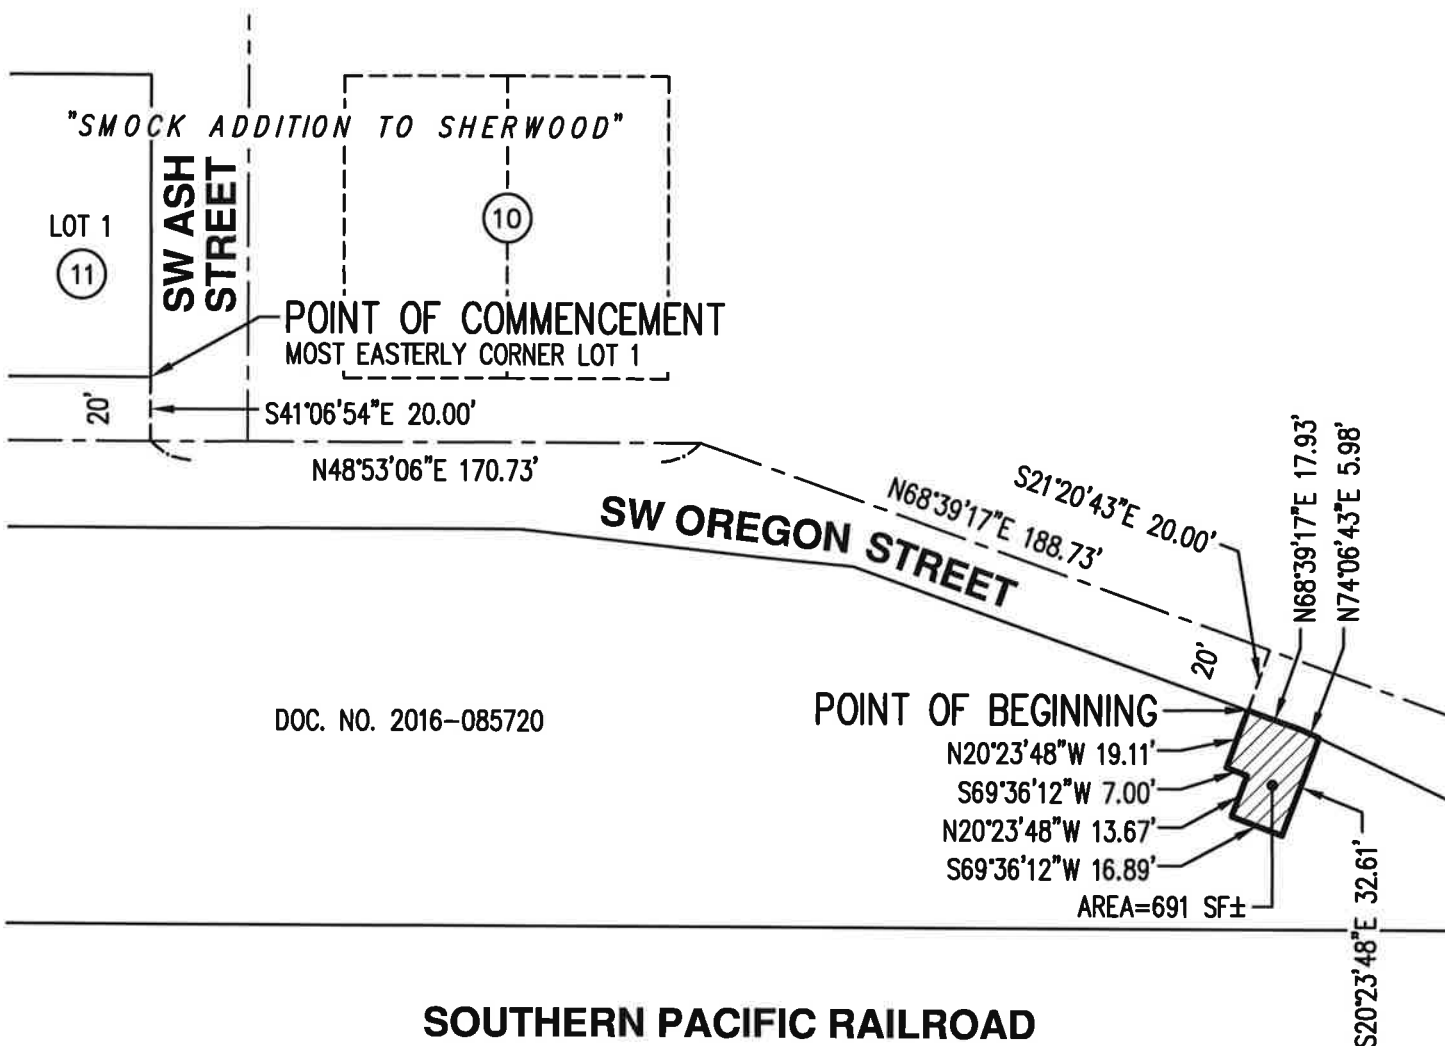 "SMOCK ADDITION TO SHERWOOD"
SW ASH
STREET
LOT 1
11
10
POINT OF COMMENCEMENT
MOST EASTERLY CORNER LOT 1
20'
S41°06'54"E 20.00'
N48°53'06"E 170.73'
SW OREGON STREET
N68°39'17"E 188.73'
S21°20'43"E 20.00'
N68°39'17"E 17.93'
N74°06'43"E 5.98'
20'
POINT OF BEGINNING
N20°23'48"W 19.11'
S69°36'12"W 7.00'
N20°23'48"W 13.67'
S69°36'12"W 16.89'
AREA=691 SF±
S20°23'48"E 32.61'
DOC. NO. 2016-085720
SOUTHERN PACIFIC RAILROAD